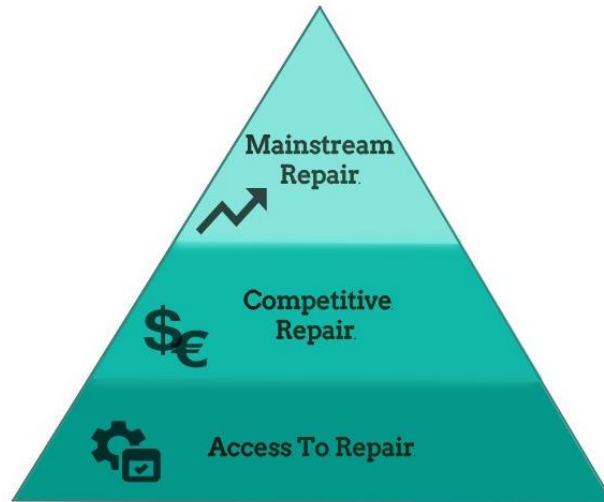 Mainstream
Repair.
$€
Competitive
Repair.
Access To Repair